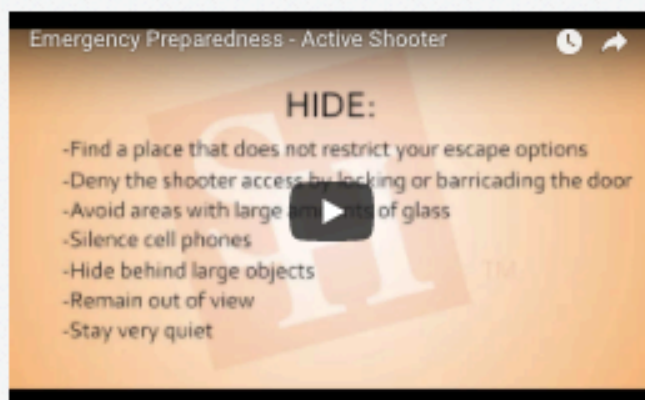 Emergency Preparedness - Active Shooter
HIDE:
-Find a place that does not restrict your escape options
-Deny the shooter access by locking or barricading the door
-Avoid areas with large amounts of glass
-Silence cell phones
-Hide behind large objects
TM
-Remain out of view
-Stay very quiet